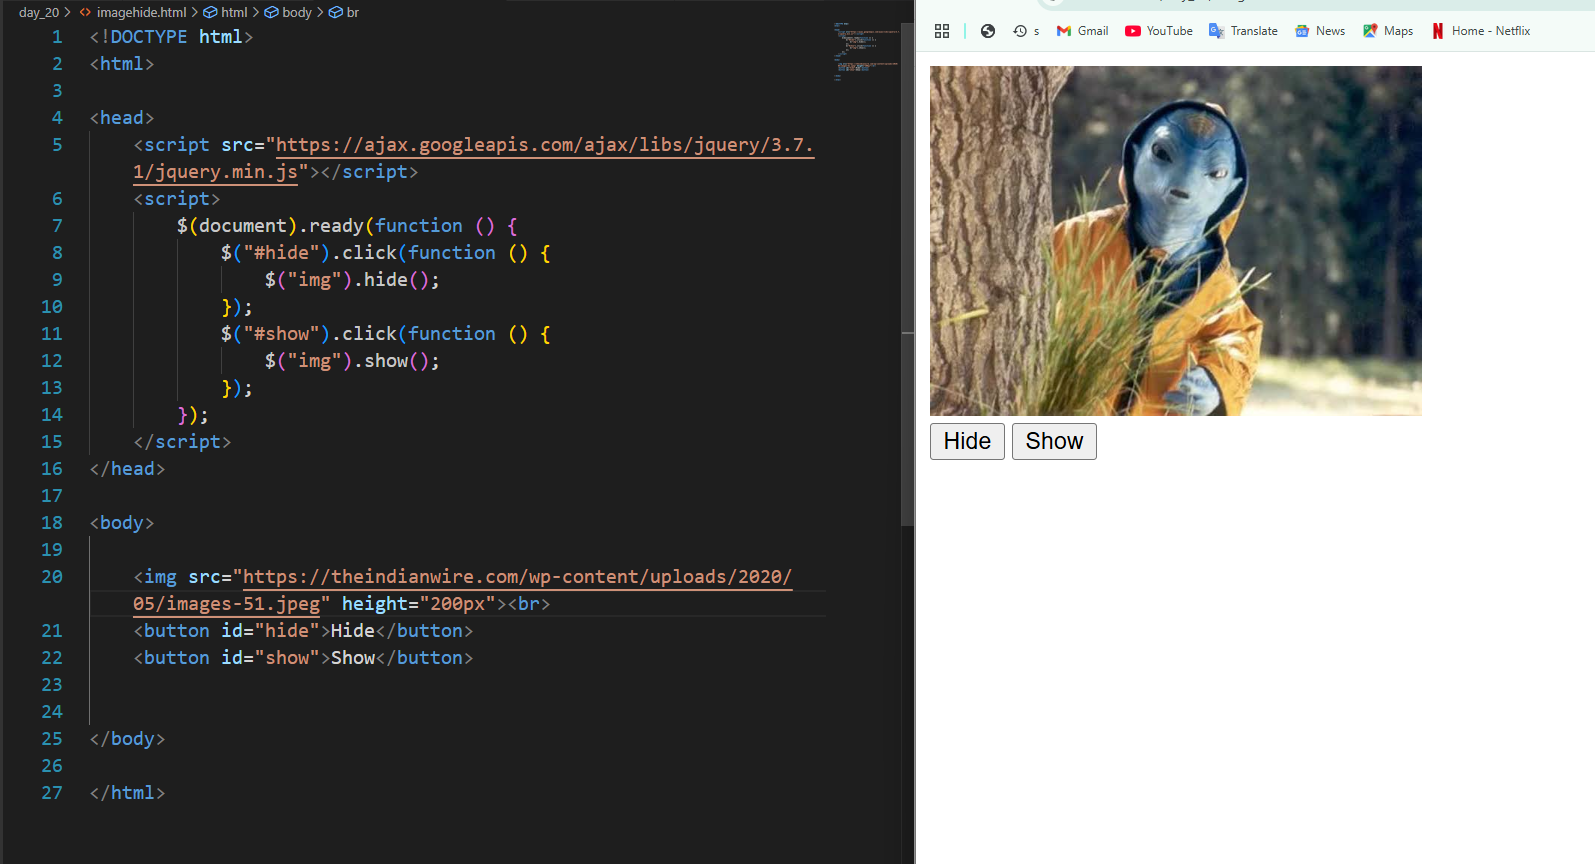 day_20 > <> imagehide.html > html > body > br
1 <!DOCTYPE html>
2 <html>
3
4 <head>
5 <script src="https://ajax.googleapis.com/ajax/libs/jquery/3.7.
1/jquery.min.js"></script>
6 <script>
7 $(document).ready(function () {
8 $("#hide").click(function () {
9 $("img").hide();
10 });
11 $("#show").click(function () {
12 $("img").show();
13 });
14 });
15 </script>
16 </head>
17
18 <body>
19
20 <img src="https://theindianwire.com/wp-content/uploads/2020/
05/images-51.jpeg" height="200px"><br>
21 <button id="hide">Hide</button>
22 <button id="show">Show</button>
23
24
25 </body>
26
27 </html>
s Gmail YouTube Translate News Maps Home - Netflix
Hide Show